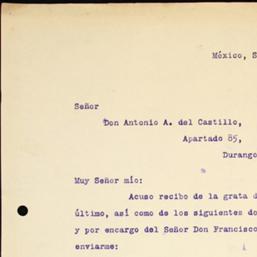 México, S
Señor
Don Antonio A. del Castillo,
Apartado 85,
Durango
Muy Señor mío:
Acuso recibo de la grata d
último, así como de los siguientes do
y por encargo del Señor Don Francisco
enviarme: